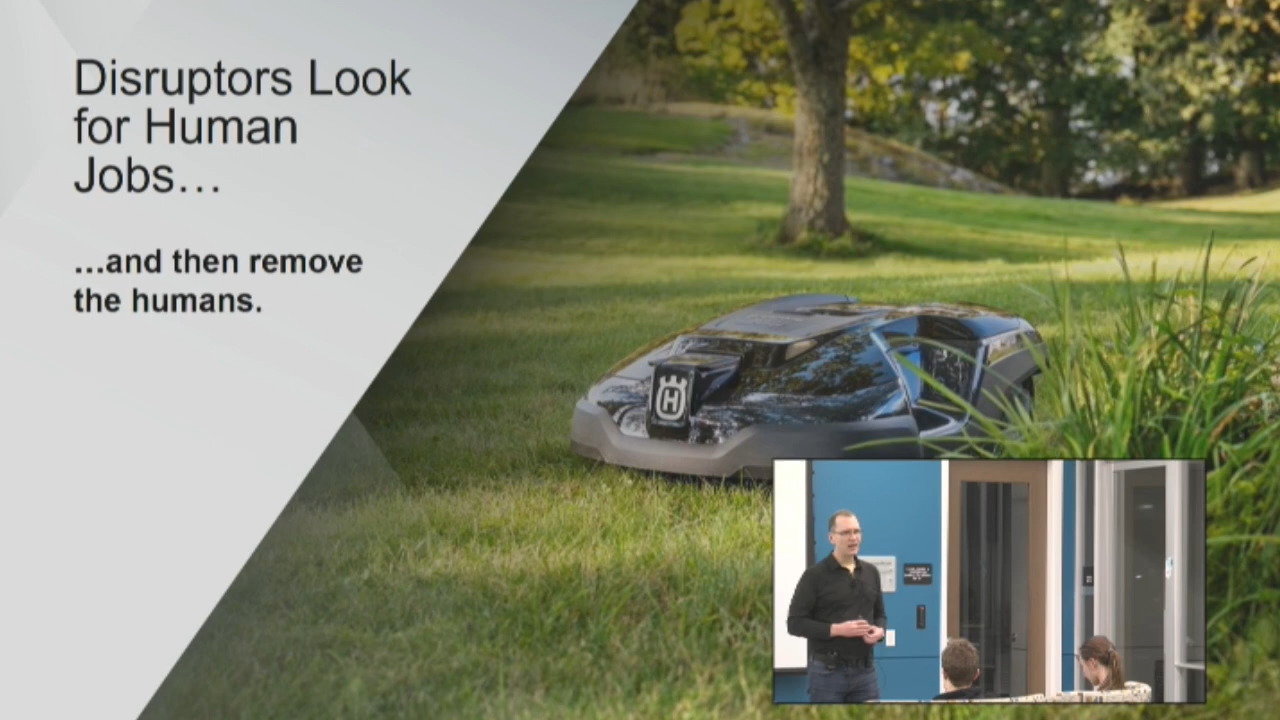 Disruptors Look
for Human
Jobs…
…and then remove
the humans.
H